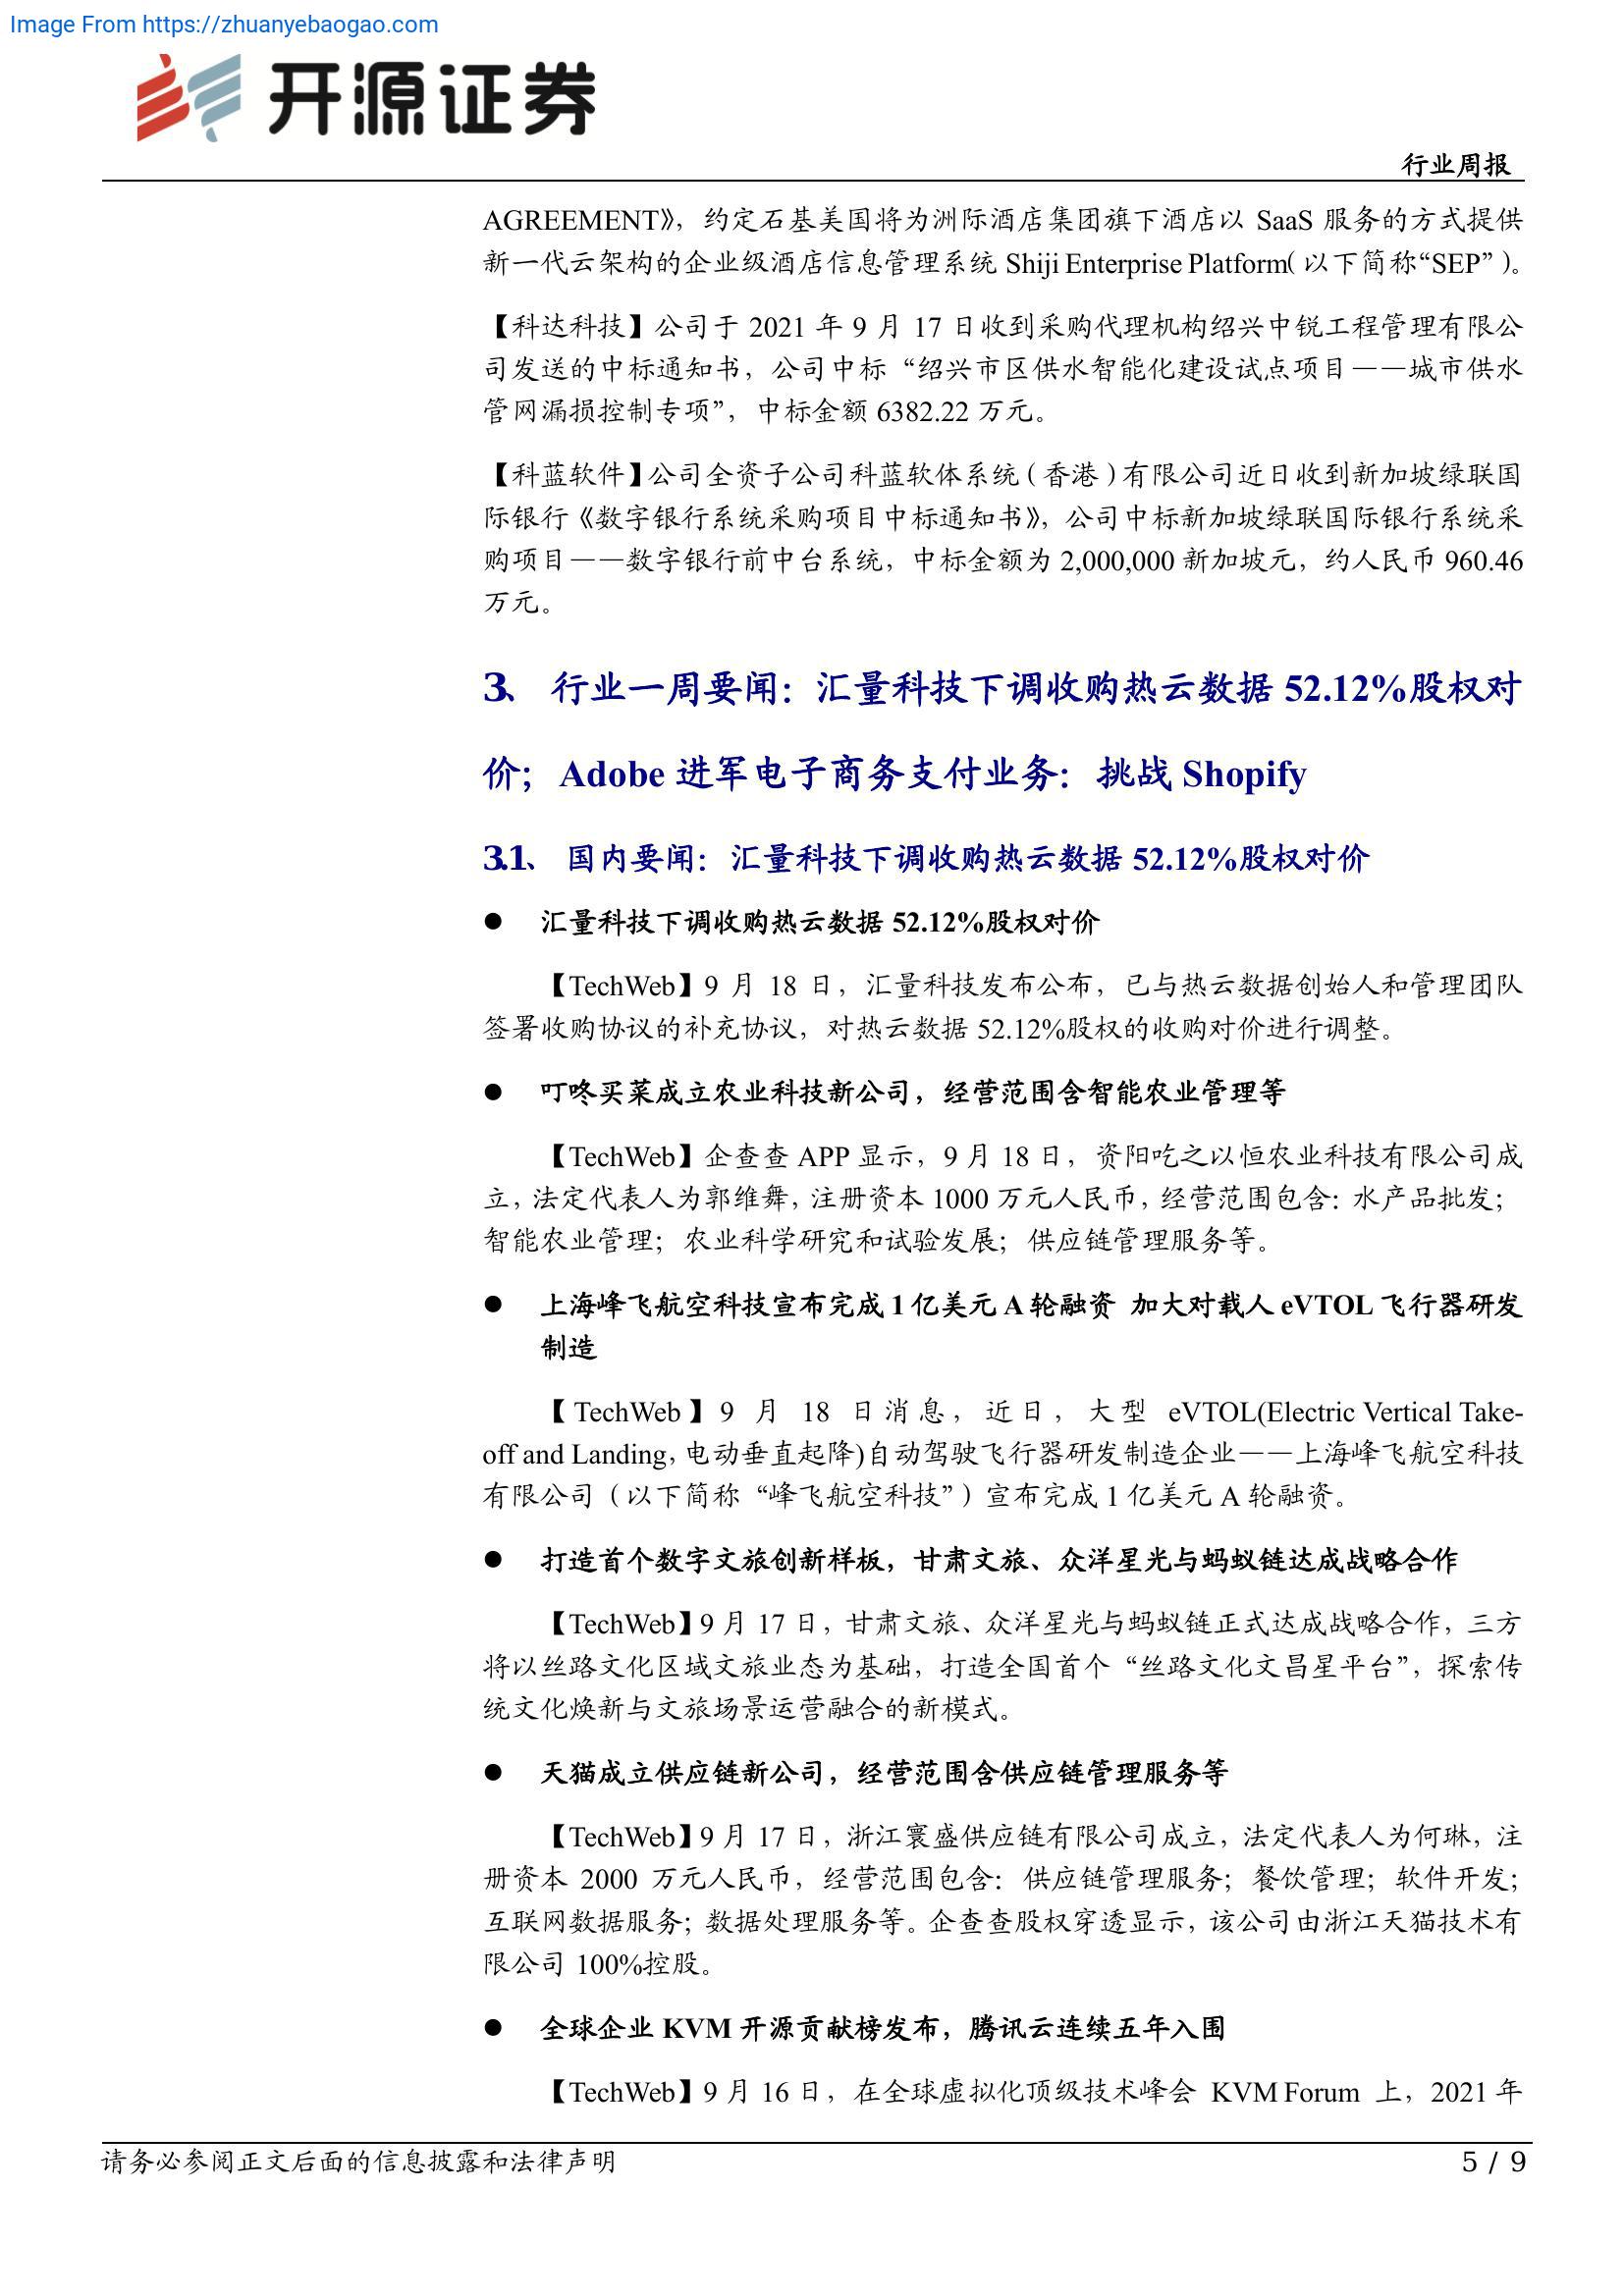 Image From https://zhuanyebaogao.com
开源证券
行业周报
AGREEMENT》，约定石基美国将为洲际酒店集团旗下酒店以 SaaS 服务的方式提供
新一代云架构的企业级酒店信息管理系统 Shiji Enterprise Platform（以下简称“SEP”）。
【科达科技】公司于 2021 年 9 月 17 日收到采购代理机构绍兴中锐工程管理有限公
司发送的中标通知书，公司中标“绍兴市区供水智能化建设试点项目——城市供水
管网漏损控制专项”，中标金额 6382.22 万元。
【科蓝软件】公司全资子公司科蓝软体系统（香港）有限公司近日收到新加坡绿联国
际银行《数字银行系统采购项目中标通知书》，公司中标新加坡绿联国际银行系统采
购项目——数字银行前中台系统，中标金额为 2,000,000 新加坡元，约人民币 960.46
万元。
3、 行业一周要闻：汇量科技下调收购热云数据 52.12%股权对
价；Adobe 进军电子商务支付业务：挑战 Shopify
3.1、 国内要闻：汇量科技下调收购热云数据 52.12%股权对价
● 汇量科技下调收购热云数据 52.12%股权对价
【TechWeb】9 月 18 日，汇量科技发布公布，已与热云数据创始人和管理团队
签署收购协议的补充协议，对热云数据 52.12%股权的收购对价进行调整。
● 叮咚买菜成立农业科技新公司，经营范围含智能农业管理等
【TechWeb】企查查 APP 显示，9 月 18 日，资阳吃之以恒农业科技有限公司成
立，法定代表人为郭维舞，注册资本 1000 万元人民币，经营范围包含：水产品批发；
智能农业管理；农业科学研究和试验发展；供应链管理服务等。
● 上海峰飞航空科技宣布完成 1 亿美元 A 轮融资 加大对载人 eVTOL 飞行器研发
制造
【TechWeb】9 月 18 日消息，近日，大型 eVTOL(Electric Vertical Take-
off and Landing，电动垂直起降)自动驾驶飞行器研发制造企业——上海峰飞航空科技
有限公司（以下简称“峰飞航空科技”）宣布完成 1 亿美元 A 轮融资。
● 打造首个数字文旅创新样板，甘肃文旅、众洋星光与蚂蚁链达成战略合作
【TechWeb】9 月 17 日，甘肃文旅、众洋星光与蚂蚁链正式达成战略合作，三方
将以丝路文化区域文旅业态为基础，打造全国首个“丝路文化文昌星平台”，探索传
统文化焕新与文旅场景运营融合的新模式。
● 天猫成立供应链新公司，经营范围含供应链管理服务等
【TechWeb】9 月 17 日，浙江寰盛供应链有限公司成立，法定代表人为何琳，注
册资本 2000 万元人民币，经营范围包含：供应链管理服务；餐饮管理；软件开发；
互联网数据服务；数据处理服务等。企查查股权穿透显示，该公司由浙江天猫技术有
限公司 100%控股。
● 全球企业 KVM 开源贡献榜发布，腾讯云连续五年入围
【TechWeb】9 月 16 日，在全球虚拟化顶级技术峰会 KVM Forum 上，2021 年
请务必参阅正文后面的信息披露和法律声明
5 / 9